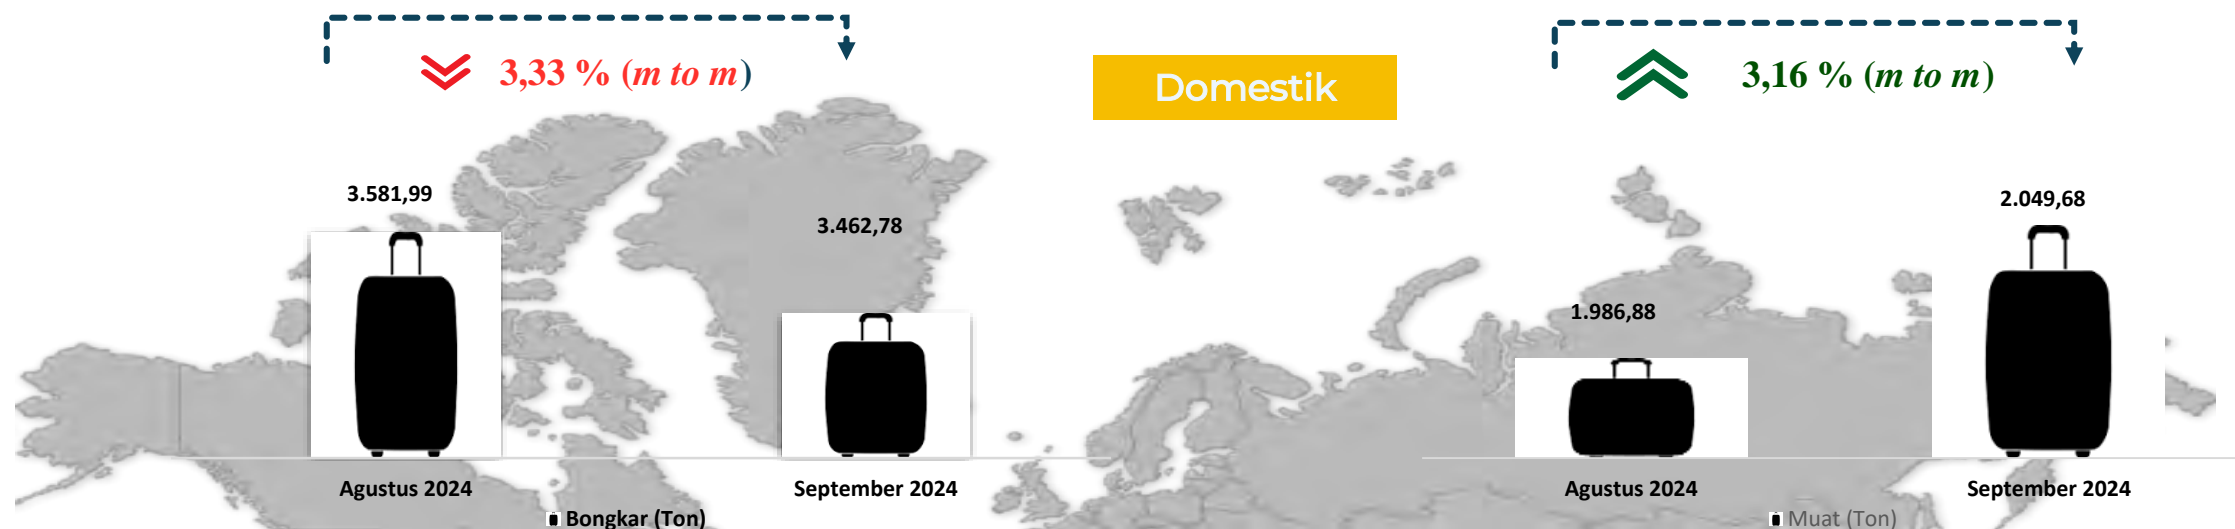 3,33 % (m to m)
Domestik
3,16 % (m to m)
3.581,99
3.462,78
1.986,88
2.049,68
Agustus 2024
September 2024
Agustus 2024
September 2024
Bongkar (Ton)
Muat (Ton)